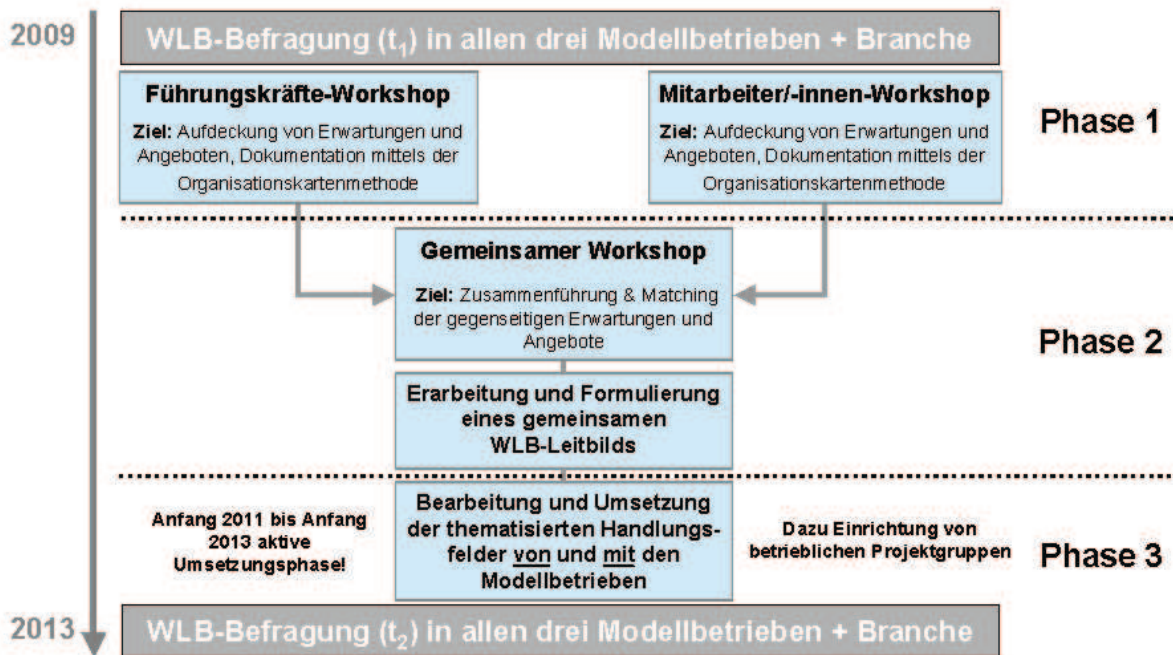 2009
WLB-Befragung (t1) in allen drei Modellbetrieben + Branche
Führungskräfte-Workshop
Ziel: Aufdeckung von Erwartungen und
Angeboten, Dokumentation mittels der
Organisationskartenmethode
Mitarbeiter/-innen-Workshop
Ziel: Aufdeckung von Erwartungen und
Angeboten, Dokumentation mittels der
Organisationskartenmethode
Phase 1
Gemeinsamer Workshop
Ziel: Zusammenführung & Matching
der gegenseitigen Erwartungen und
Angebote
Phase 2
Erarbeitung und Formulierung
eines gemeinsamen
WLB-Leitbilds
Anfang 2011 bis Anfang
2013 aktive
Umsetzungsphase!
Bearbeitung und Umsetzung
der thematisierten Handlungs-
felder von und mit den
Modellbetrieben
Dazu Einrichtung von
betrieblichen Projektgruppen
Phase 3
2013
WLB-Befragung (t2) in allen drei Modellbetrieben + Branche